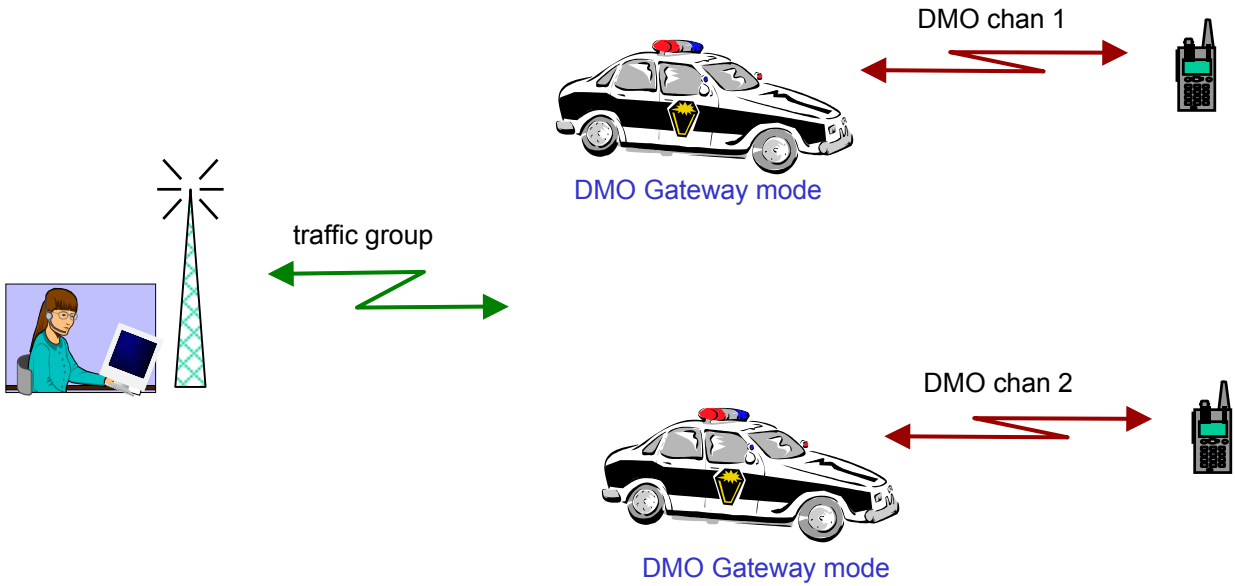 DMO chan 1
DMO Gateway mode
traffic group
DMO chan 2
DMO Gateway mode